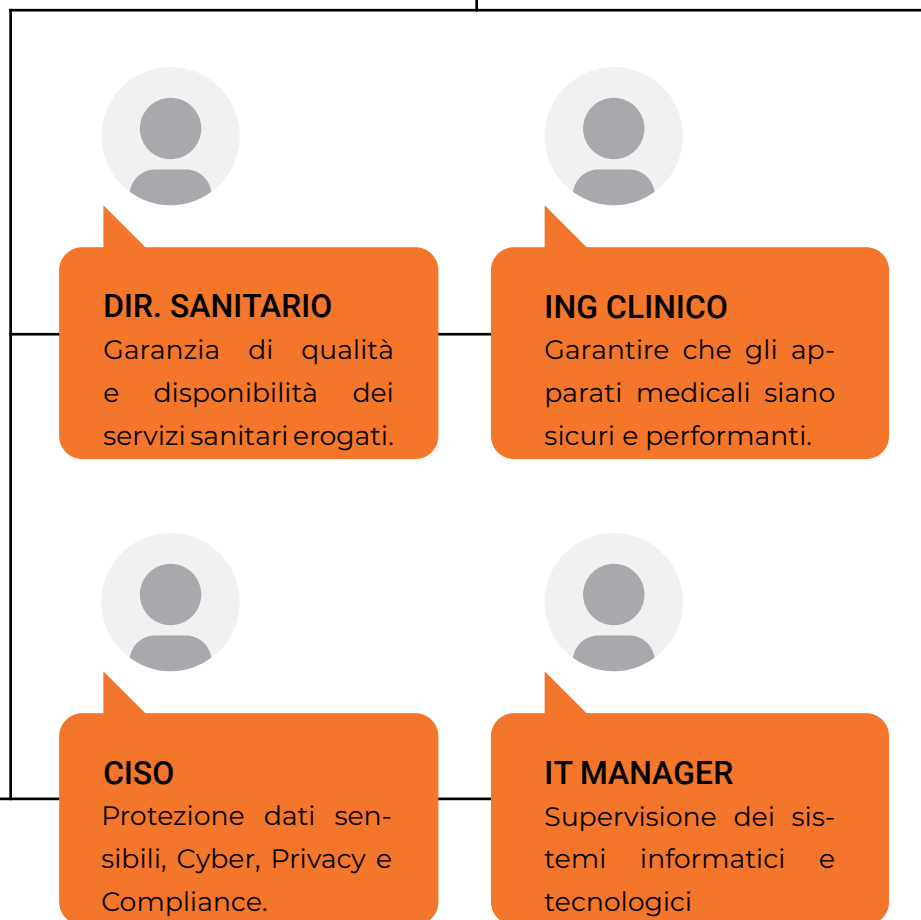 DIR. SANITARIO
Garanzia di qualità
e disponibilità dei
servizi sanitari erogati.
ING CLINICO
Garantire che gli ap-
parati medicali siano
sicuri e performanti.
CISO
Protezione dati sen-
sibili, Cyber, Privacy e
Compliance.
IT MANAGER
Supervisione dei sis-
temi informatici e
tecnologici